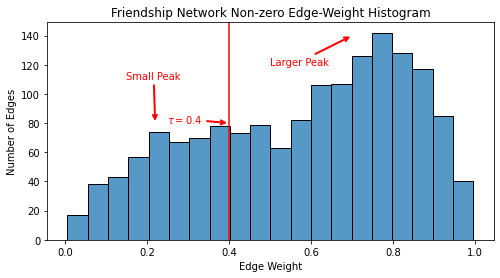 Friendship Network Non-zero Edge-Weight Histogram
140
120
100
80
60
40
20
0
Number of Edges
Small Peak
τ = 0.4
Larger Peak
0.0 0.2 0.4 0.6 0.8 1.0
Edge Weight